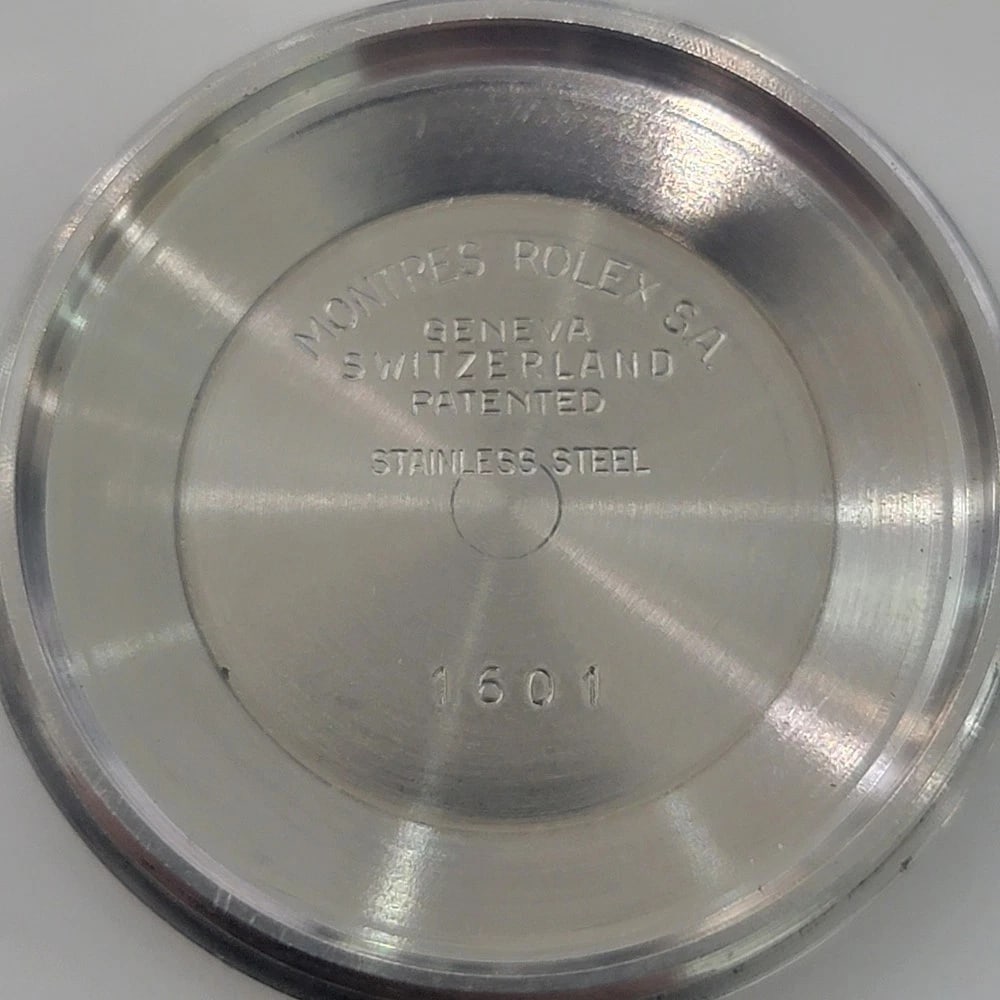 MONTRES ROLEX S.A.
GENEVA
SWITZERLAND
PATENTED
STAINLESS STEEL
1601